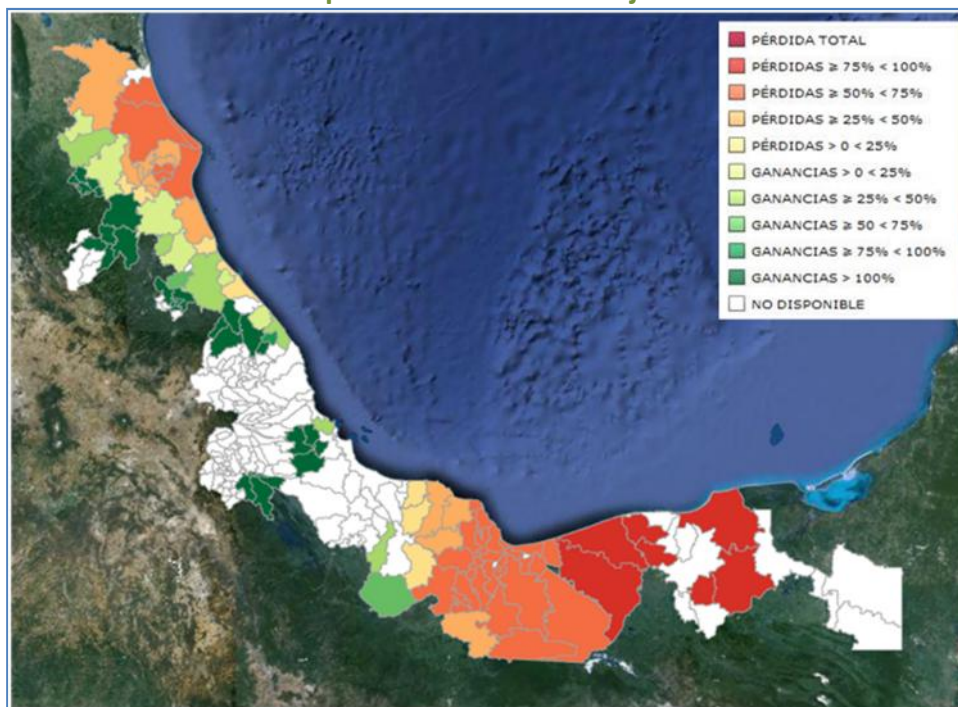 PÉRDIDA TOTAL
PÉRDIDAS ≥ 75% < 100%
PÉRDIDAS ≥ 50% < 75%
PÉRDIDAS ≥ 25% < 50%
PÉRDIDAS > 0 < 25%
GANANCIAS > 0 < 25%
GANANCIAS ≥ 25% < 50%
GANANCIAS ≥ 50 < 75%
GANANCIAS ≥ 75% < 100%
GANANCIAS > 100%
NO DISPONIBLE